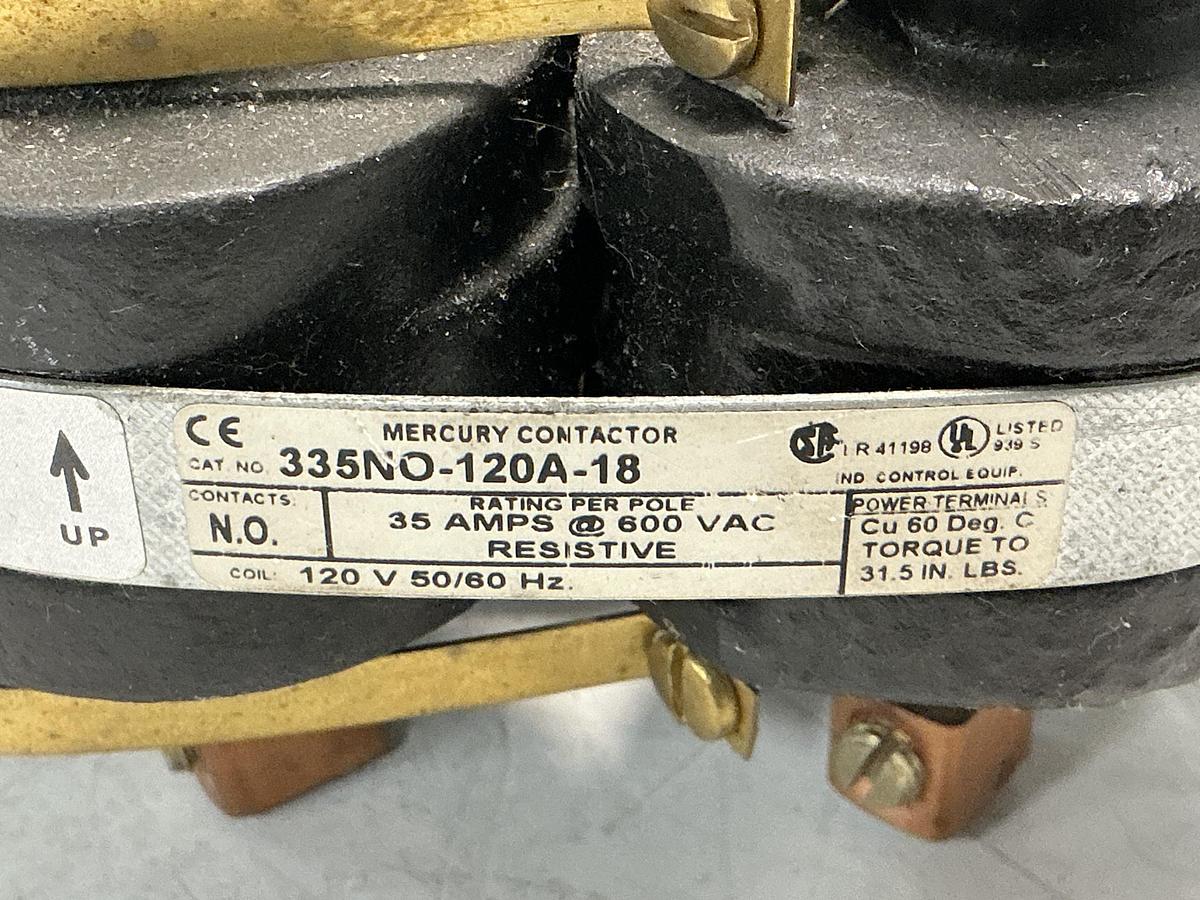 UP
CE
MERCURY CONTACTOR
CAT. NO. 335NO-120A-18
SA LR 41198 UL LISTED
939 S
IND CONTROL EQUIP.
CONTACTS:
N.O.
RATING PER POLE
35 AMPS @ 600 VAC
RESISTIVE
COIL: 120 V 50/60 Hz.
POWER TERMINALS
Cu 60 Deg. C
TORQUE TO
31.5 IN. LBS.